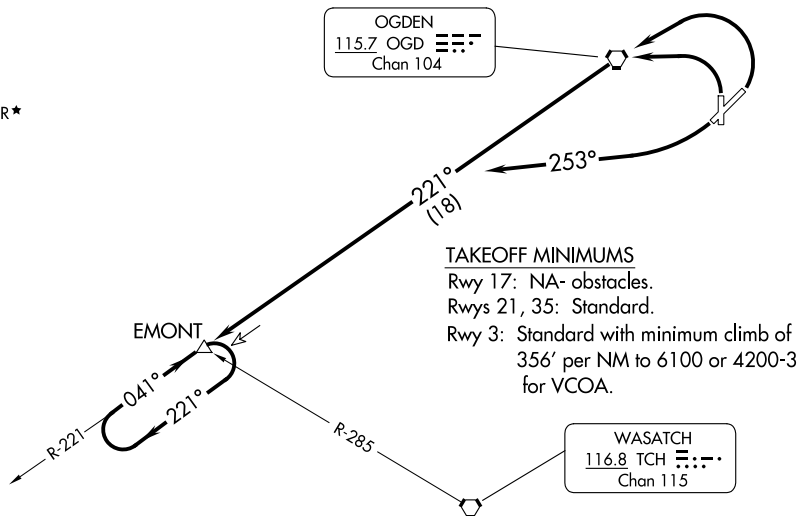 OGDEN
115.7 OGD
Chan 104
R★
253°
221°
(18)
TAKEOFF MINIMUMS
Rwy 17: NA- obstacles.
Rwys 21, 35: Standard.
Rwy 3: Standard with minimum climb of
356' per NM to 6100 or 4200-3
for VCOA.
EMONT
041°
221°
R-221
R-285
WASATCH
116.8 TCH
Chan 115